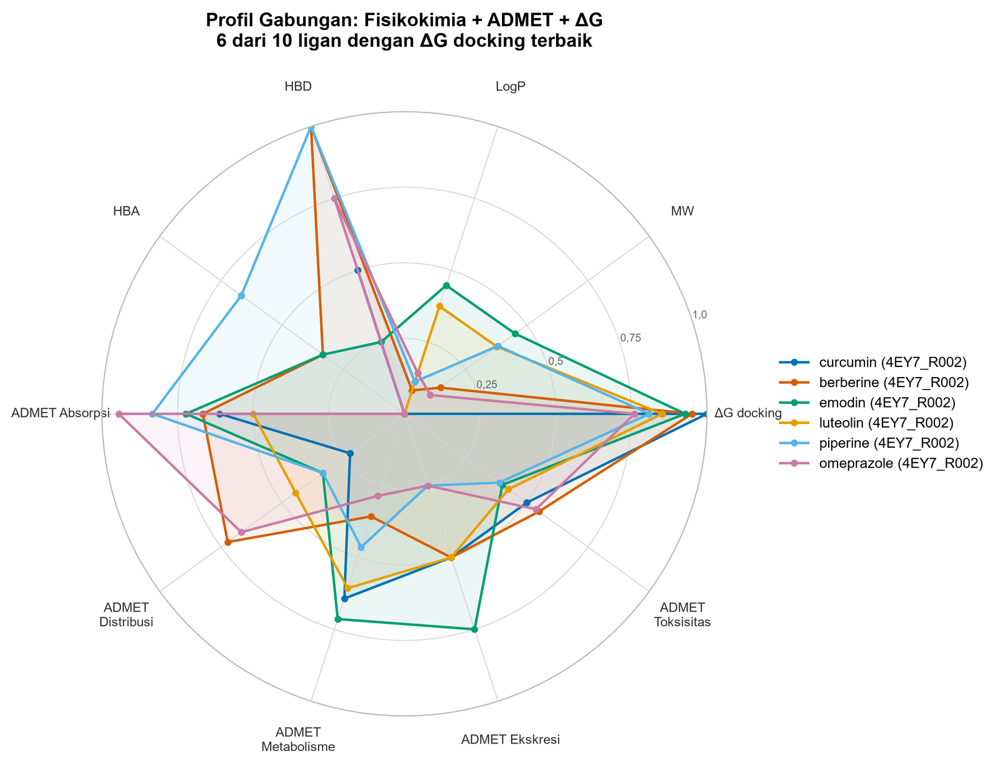 Profil Gabungan: Fisikokimia + ADMET + ΔG
6 dari 10 ligan dengan ΔG docking terbaik
HBD
LogP
HBA
MW
1,0
0,75
0,5
0,25
ADMET Absorpsi
ΔG docking
ADMET
Distribusi
ADMET
Toksisitas
ADMET
Metabolisme
ADMET Ekskresi
curcumin (4EY7_R002)
berberine (4EY7_R002)
emodin (4EY7_R002)
luteolin (4EY7_R002)
piperine (4EY7_R002)
omeprazole (4EY7_R002)